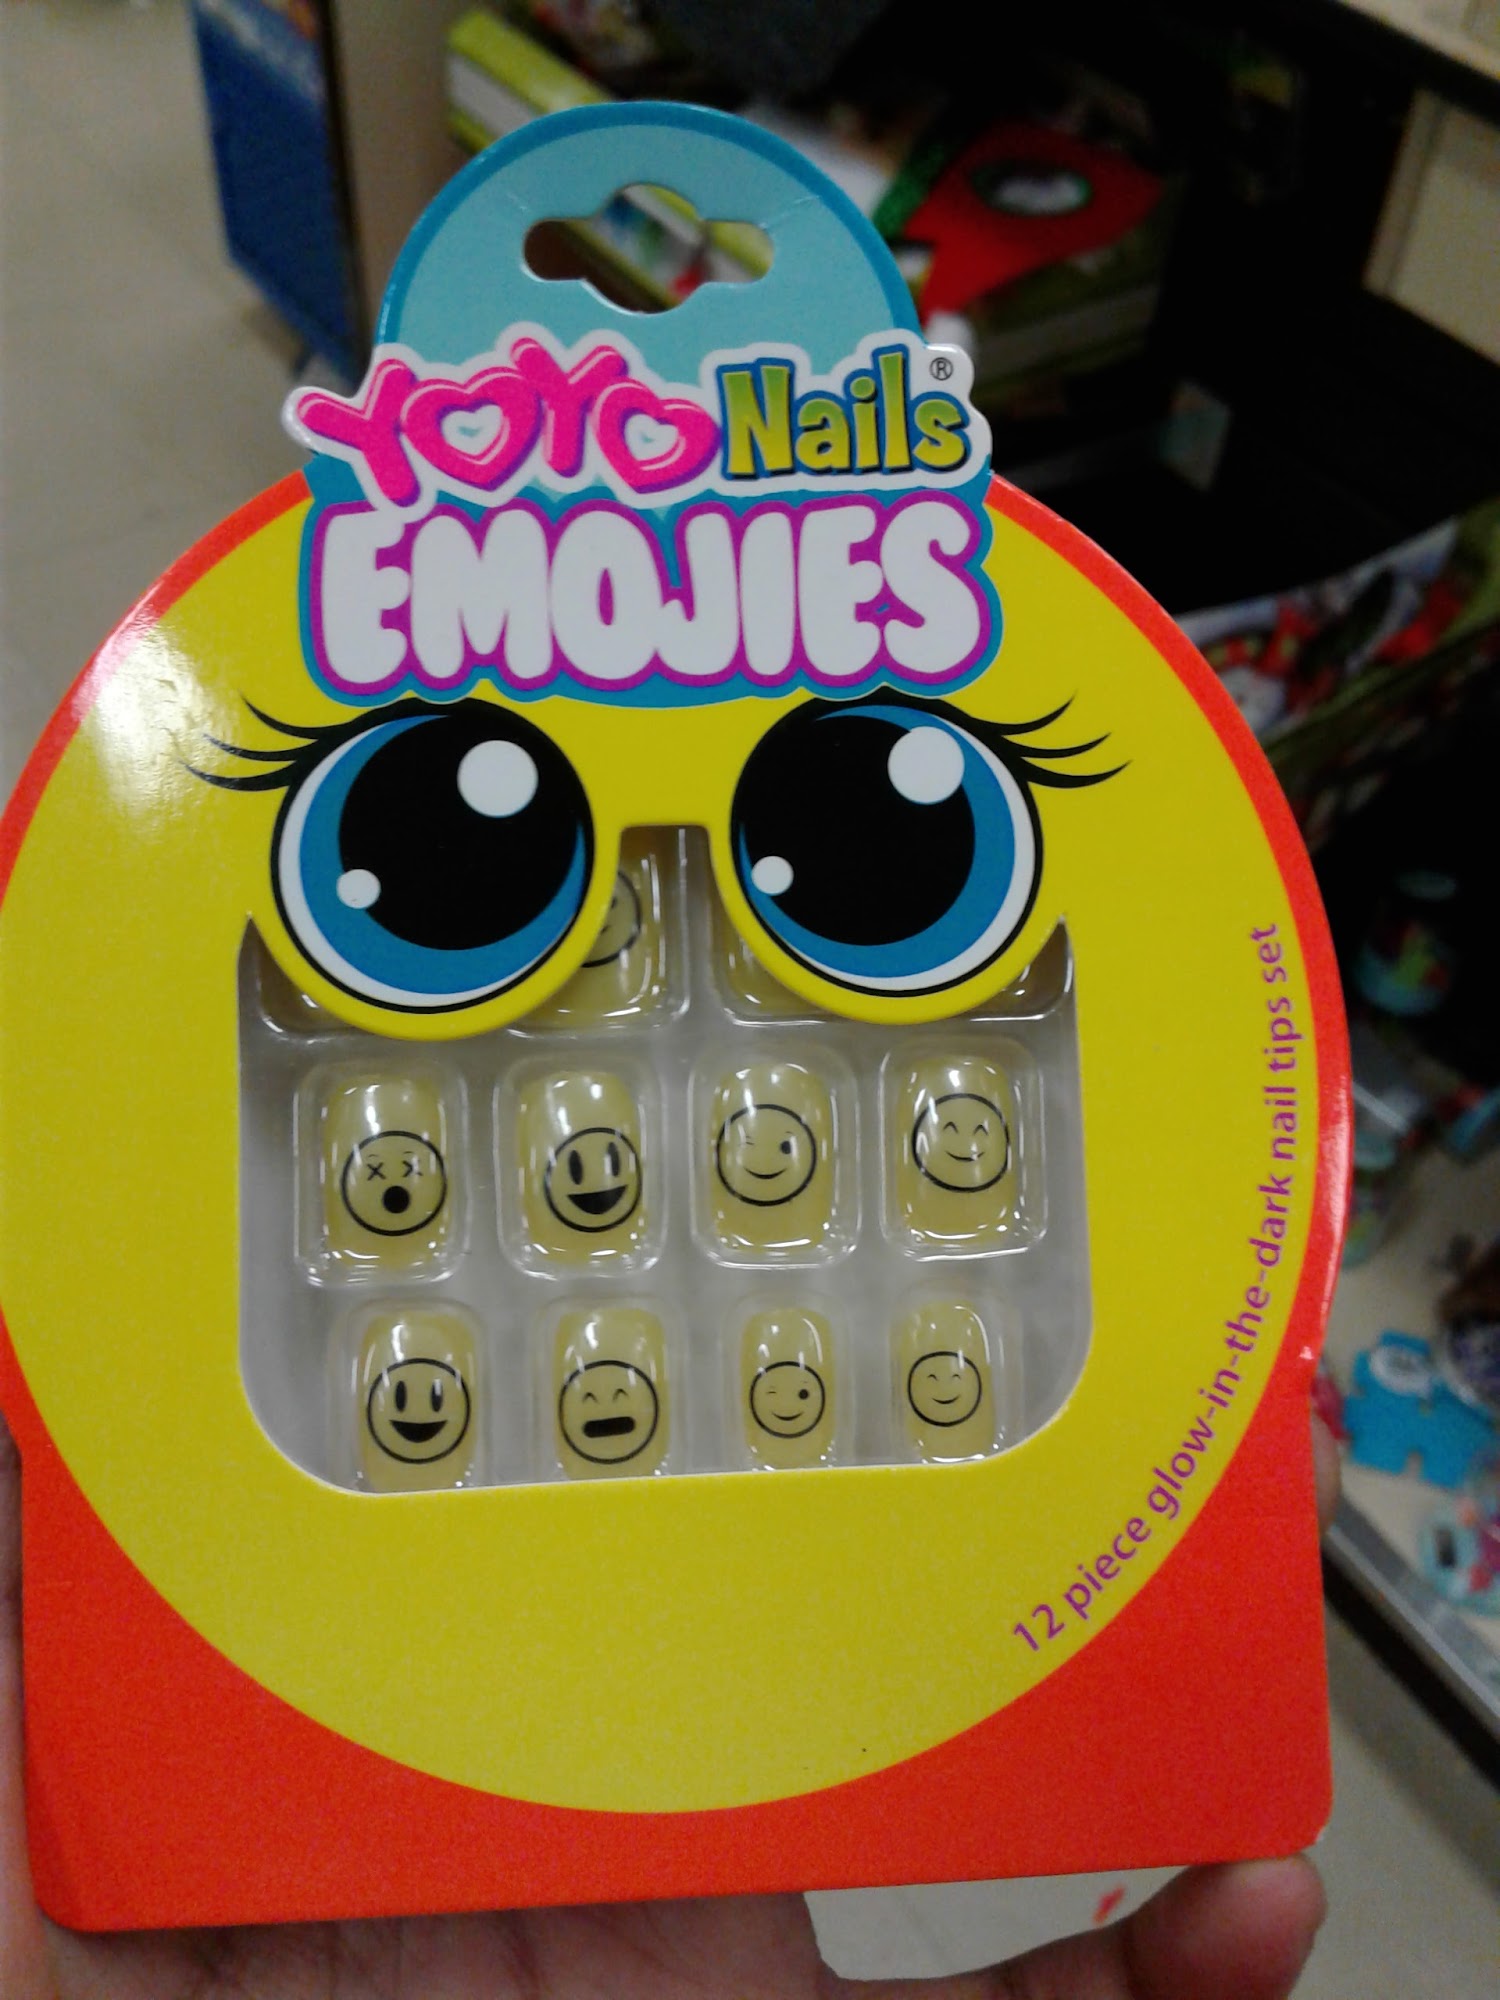 YOYO Nails®
EMOJIES
12 piece glow-in-the-dark nail tips set